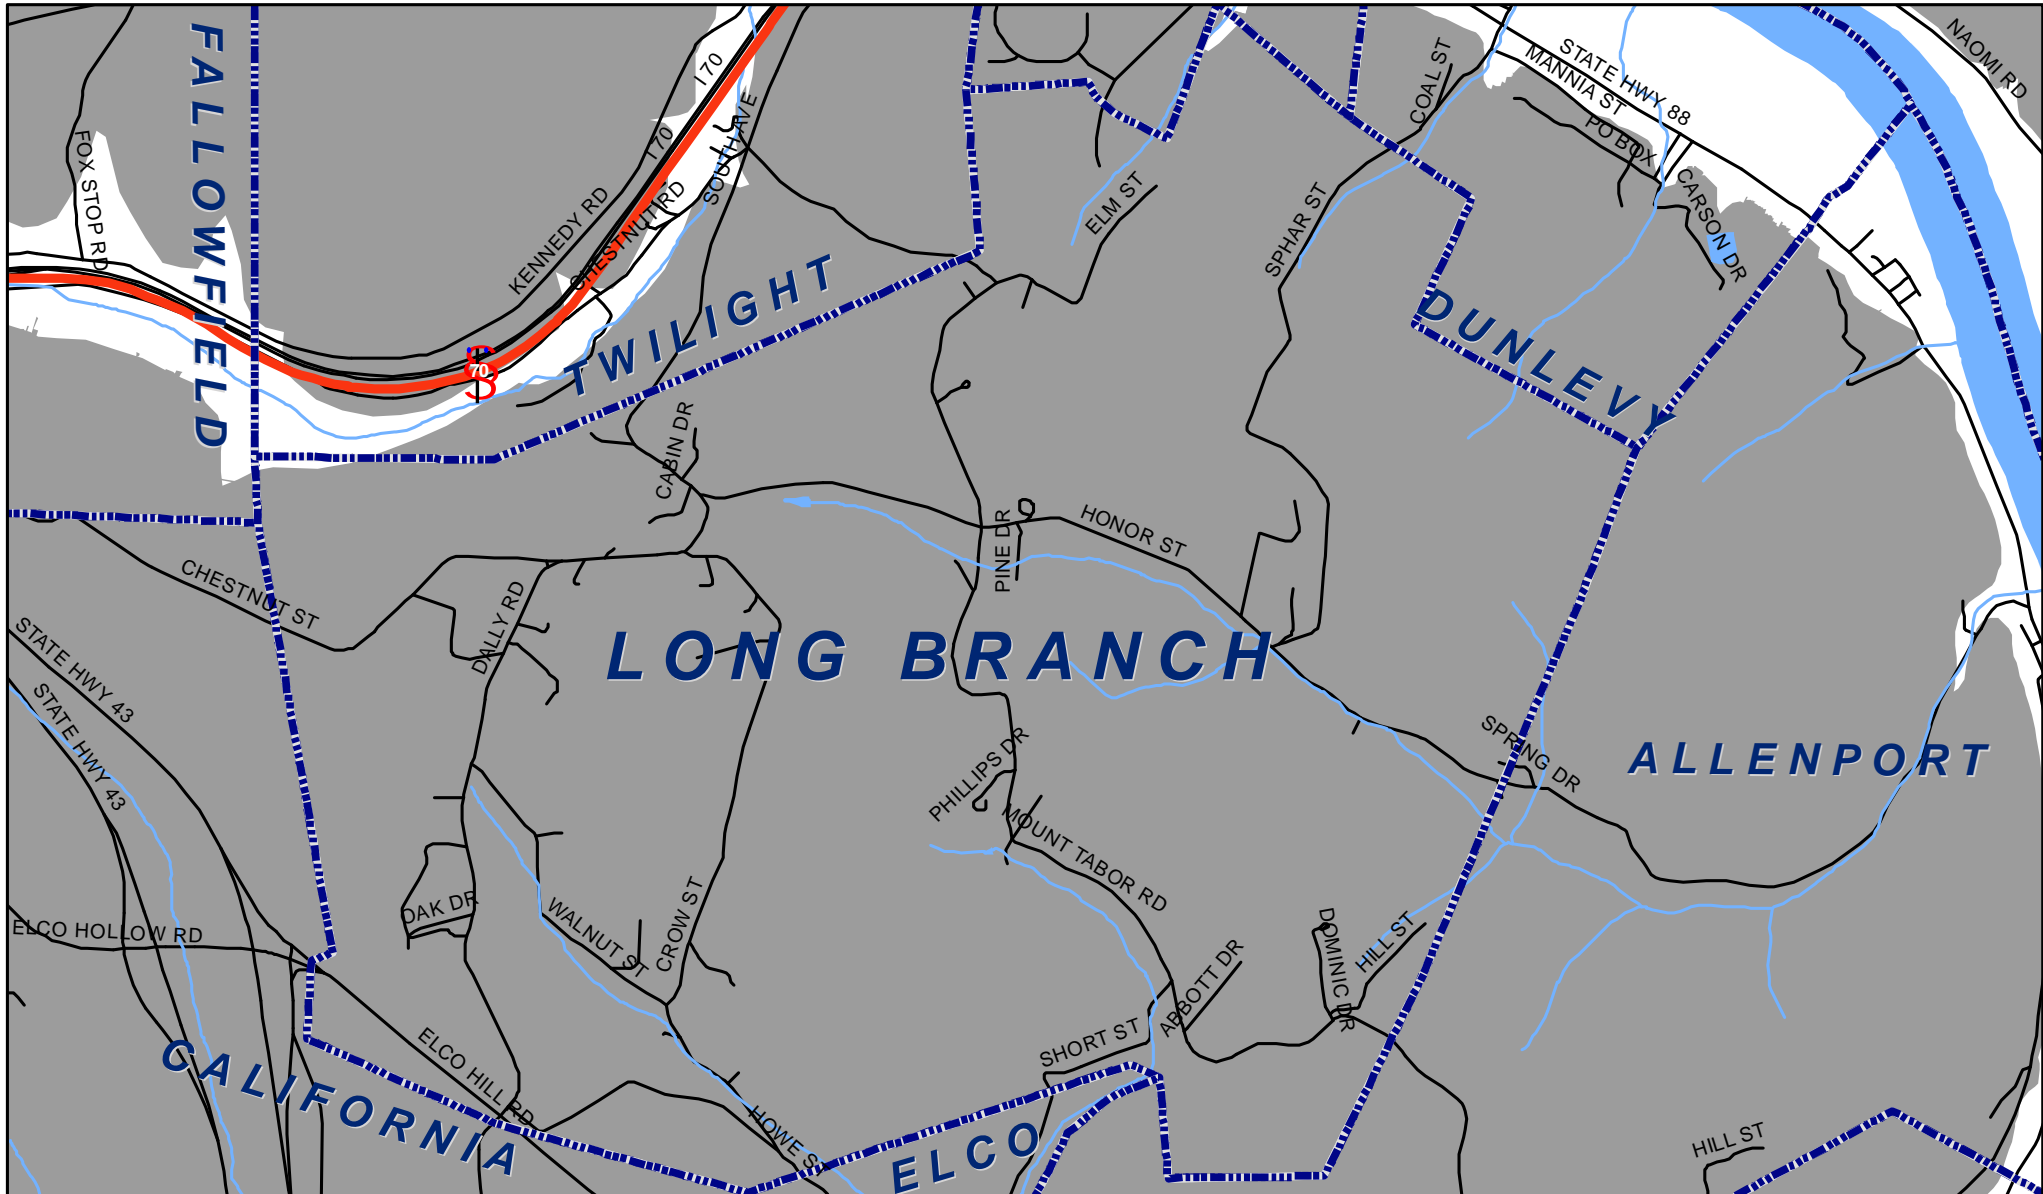 FALLOWFIELD
I 70
I 70
SOUTH AVE
FOX STOP RD
KENNEDY RD
CHESTNUT RD
70
TWILIGHT
ELM ST
SPHAR ST
COAL ST
STATE HWY 88
MANNIA ST
PO BOX
CARSON DR
NAOMI RD
DUNLEVY
CABIN DR
PINE DR
HONOR ST
CHESTNUT ST
DALLY RD
LONG BRANCH
STATE HWY 43
STATE HWY 43
SPRING DR
ALLENPORT
PHILLIPS DR
MOUNT TABOR RD
OAK DR
WALNUT ST
CROW ST
ELCO HOLLOW RD
DOMINIC DR
HILL ST
ABBOTT DR
SHORT ST
ELCO HILL RD
CALIFORNIA
HOWE ST
ELCO
HILL ST